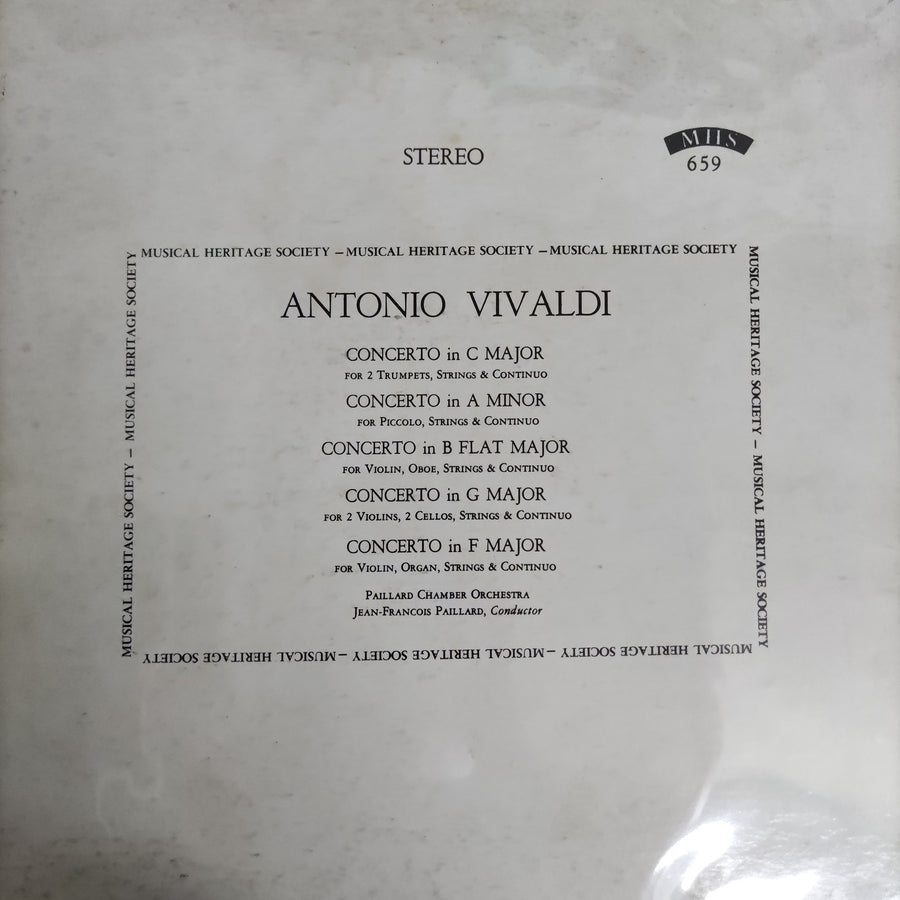 STEREO
MHS
659
MUSICAL HERITAGE SOCIETY – MUSICAL HERITAGE SOCIETY – MUSICAL HERITAGE SOCIETY
ANTONIO VIVALDI
CONCERTO in C MAJOR
FOR 2 TRUMPETS, STRINGS & CONTINUO
CONCERTO in A MINOR
FOR PICCOLO, STRINGS & CONTINUO
CONCERTO in B FLAT MAJOR
FOR VIOLIN, OBOE, STRINGS & CONTINUO
CONCERTO in G MAJOR
FOR 2 VIOLINS, 2 CELLOS, STRINGS & CONTINUO
CONCERTO in F MAJOR
FOR VIOLIN, ORGAN, STRINGS & CONTINUO
PAILLARD CHAMBER ORCHESTRA
JEAN-FRANCOIS PAILLARD, Conductor
MUSICAL HERITAGE SOCIETY – MUSICAL HERITAGE SOCIETY
MUSICAL HERITAGE SOCIETY – MUSICAL HERITAGE SOCIETY – MUSICAL HERITAGE SOCIETY
MUSICAL HERITAGE SOCIETY – MUSICAL HERITAGE SOCIETY